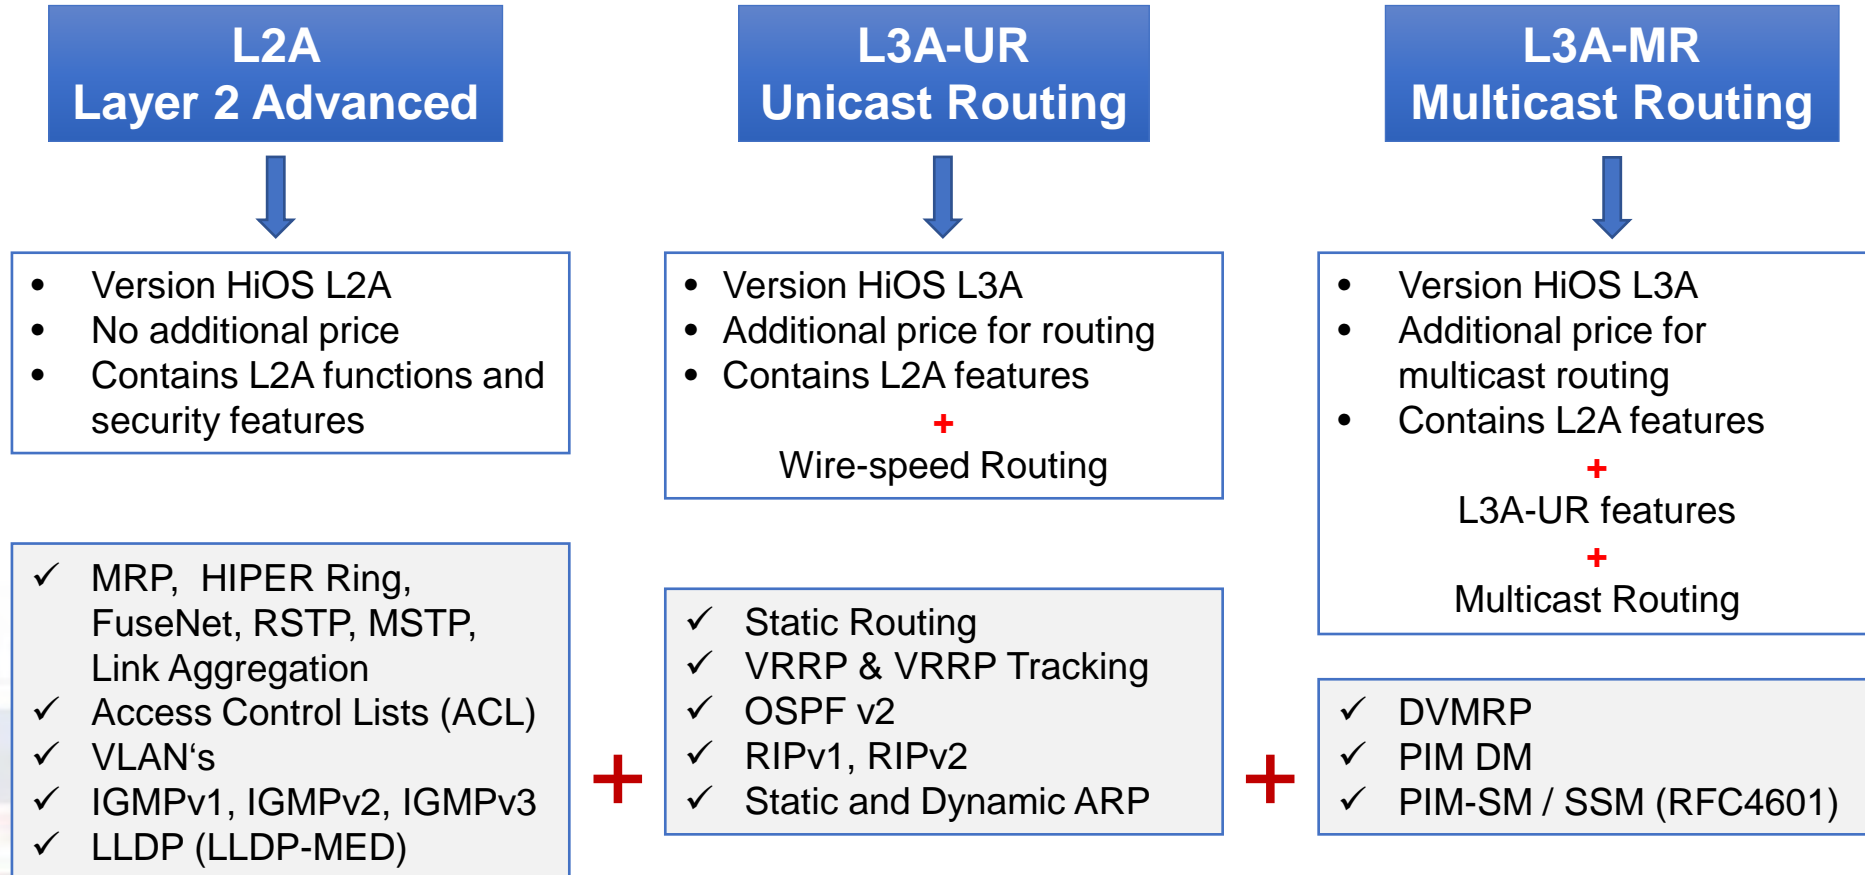 L2A
Layer 2 Advanced
• Version HiOS L2A
• No additional price
• Contains L2A functions and
security features
✓ MRP, HIPER Ring,
FuseNet, RSTP, MSTP,
Link Aggregation
✓ Access Control Lists (ACL)
✓ VLAN‘s
✓ IGMPv1, IGMPv2, IGMPv3
✓ LLDP (LLDP-MED)
+
L3A-UR
Unicast Routing
• Version HiOS L3A
• Additional price for routing
• Contains L2A features
+
Wire-speed Routing
✓ Static Routing
✓ VRRP & VRRP Tracking
✓ OSPF v2
✓ RIPv1, RIPv2
✓ Static and Dynamic ARP
+
L3A-MR
Multicast Routing
• Version HiOS L3A
• Additional price for
multicast routing
• Contains L2A features
+
L3A-UR features
+
Multicast Routing
✓ DVMRP
✓ PIM DM
✓ PIM-SM / SSM (RFC4601)